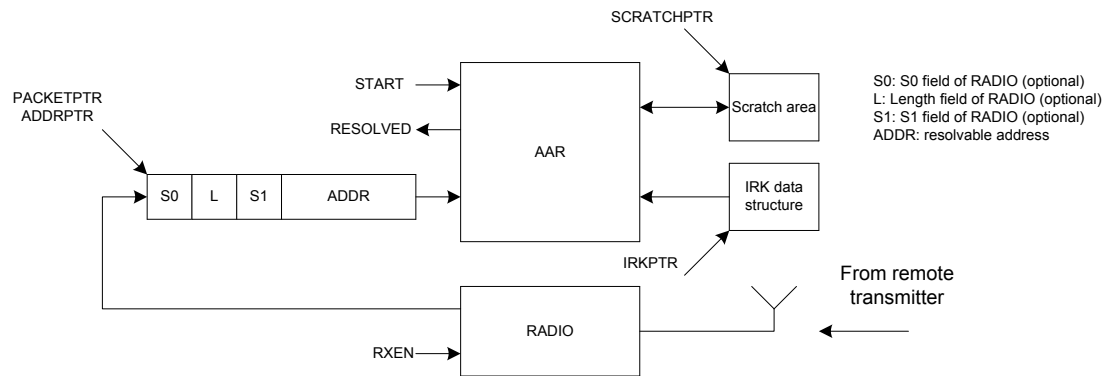 SCRATCHPTR
START
PACKETPTR
ADDRPTR
RESOLVED
AAR
Scratch area
S0: S0 field of RADIO (optional)
L: Length field of RADIO (optional)
S1: S1 field of RADIO (optional)
ADDR: resolvable address
S0
L
S1
ADDR
IRK data
structure
IRKPTR
From remote
transmitter
RADIO
RXEN